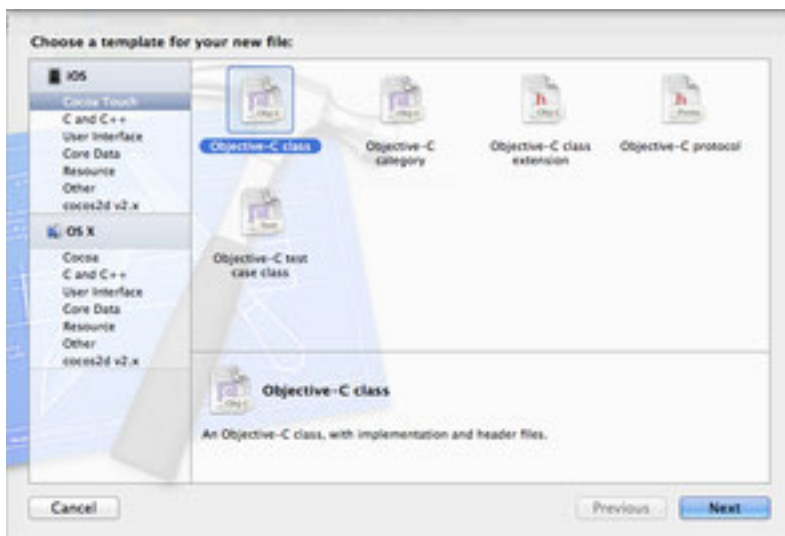 Choose a template for your new file:
iOS
Cocoa Touch
C and C++
User Interface
Core Data
Resource
Other
cocos2d v2.x
OS X
Cocoa
C and C++
User Interface
Core Data
Resource
Other
cocos2d v2.x
Objective-C class
Objective-C
category
Objective-C class
extension
Objective-C protocol
Objective-C test
case class
Objective-C class
An Objective-C class, with implementation and header files.
Cancel
Previous
Next